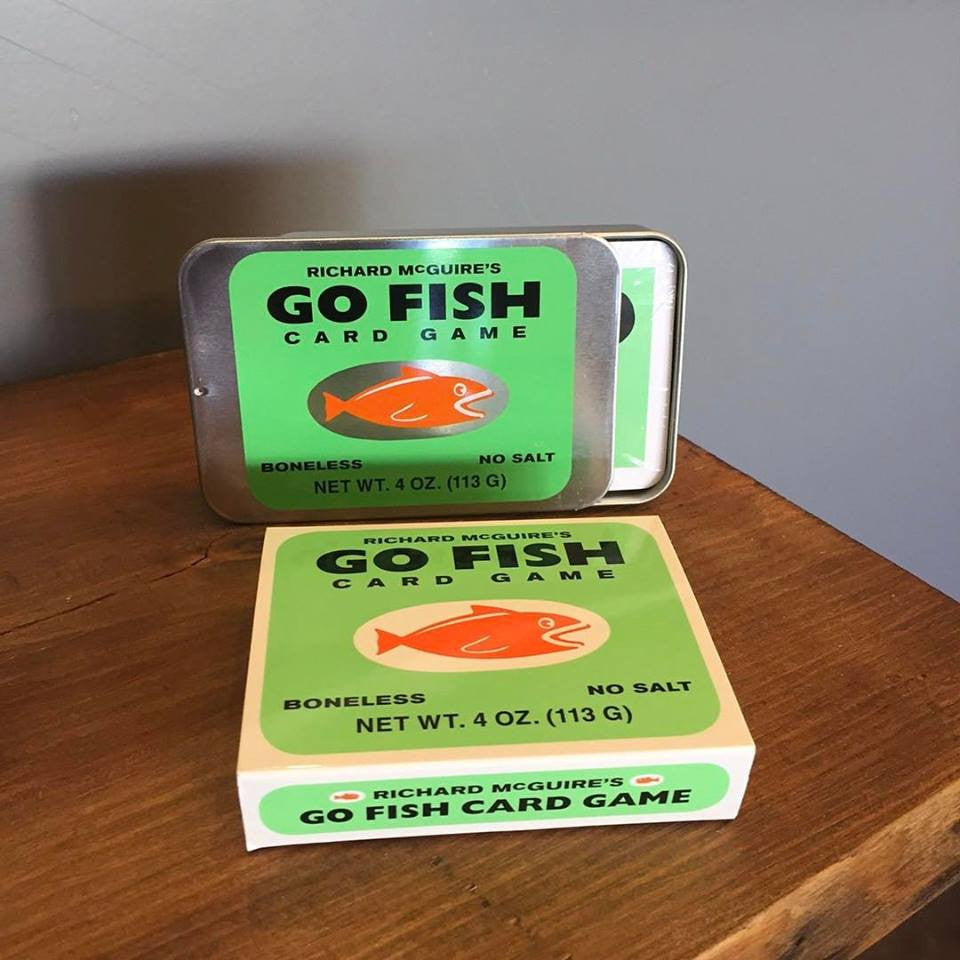 RICHARD McGUIRE'S
GO FISH
CARD GAME
BONELESS NO SALT
NET WT. 4 OZ. (113 G)
RICHARD McGUIRE'S
GO FISH
CARD GAME
BONELESS NO SALT
NET WT. 4 OZ. (113 G)
RICHARD McGUIRE'S
GO FISH CARD GAME